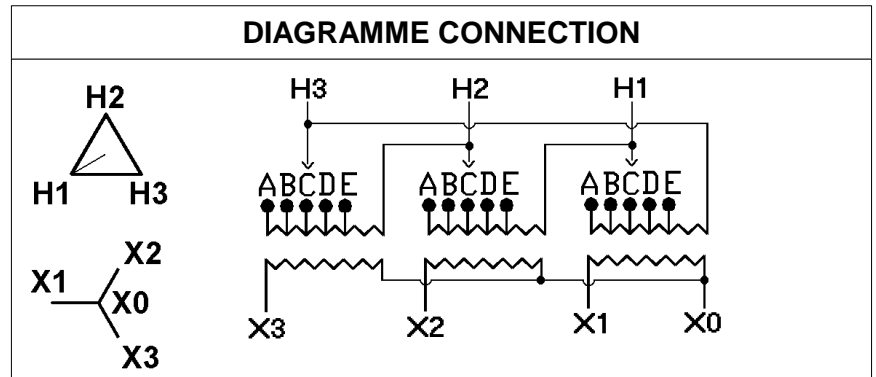 DIAGRAMME CONNECTION
H2
H1 H3
X2
X1 X0
X3
H3 H2 H1
ABCDE ABCDE ABCDE
X3 X2 X1 X0